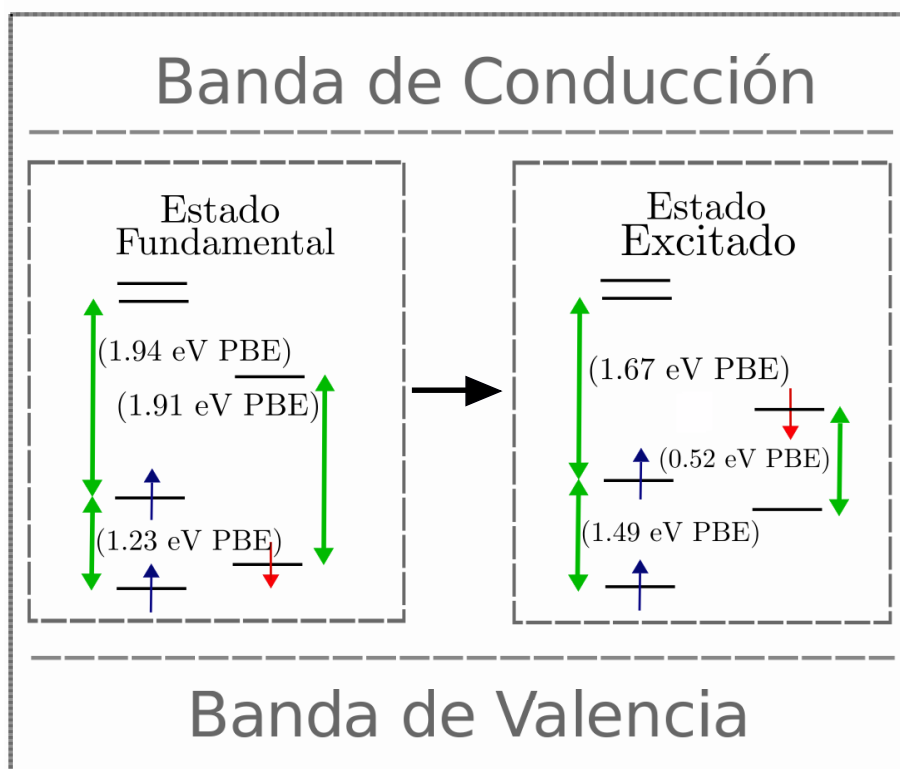 Banda de Conducción
Estado
Fundamental
(1.94 eV PBE)
(1.91 eV PBE)
(1.23 eV PBE)
Estado
Excitado
(1.67 eV PBE)
(0.52 eV PBE)
(1.49 eV PBE)
Banda de Valencia